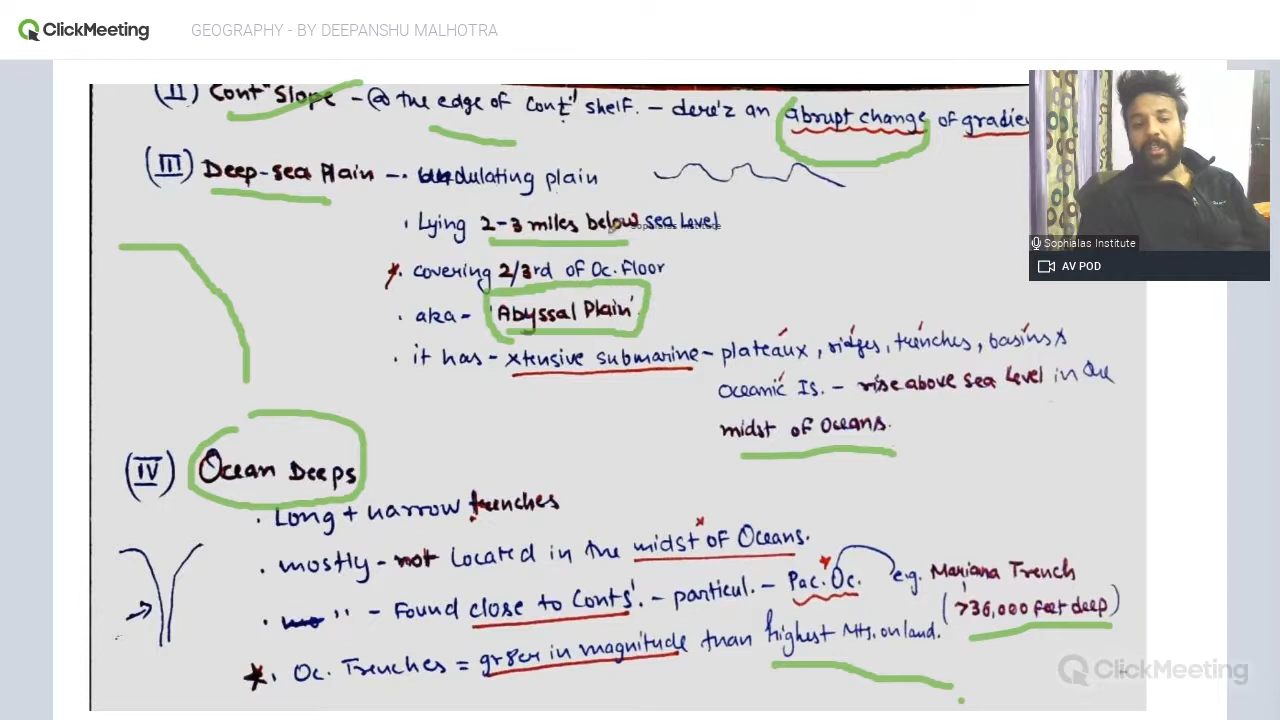 ClickMeeting
GEOGRAPHY - BY DEEPANSHU MALHOTRA
(II) Contˡ Slope - @ the edge of Contˡ shelf. - dere'z an abrupt change of gradie
(III) Deep-sea Plain - · undulating plain
· Lying 2-3 miles below sea level
Sophialas Institute
* · covering 2/3rd of Oc. floor
· aka - 'Abyssal Plain'
· it has - xtensive submarine - plateaux, ridges, trenches, basins &
Oceanic Is. - rise above sea level in the
midst of Oceans.
(IV) Ocean Deeps
· Long + narrow trenches
· mostly - not located in the midst of Oceans.
· " - Found close to Conts'. - particul. - Pac. Oc. e.g. Mariana Trench
(>36,000 feet deep)
* · Oc. Trenches = gr8er in magnitude than highest Mts. on land.
Sophialas Institute
AV POD
ClickMeeting